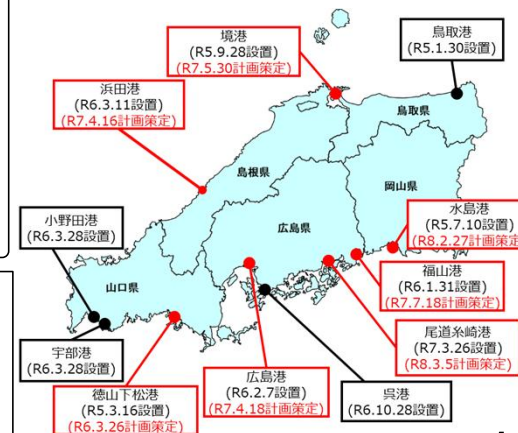 境港
(R5.9.28設置)
(R7.5.30計画策定)
鳥取港
(R5.1.30設置)
浜田港
(R6.3.11設置)
(R7.4.16計画策定)
鳥取県
島根県
岡山県
小野田港
(R6.3.28設置)
広島県
水島港
(R5.7.10設置)
(R8.2.27計画策定)
山口県
福山港
(R6.1.31設置)
(R7.7.18計画策定)
尾道糸崎港
(R7.3.26設置)
(R8.3.5計画策定)
宇部港
(R6.3.28設置)
徳山下松港
(R5.3.16設置)
(R6.3.26計画策定)
広島港
(R6.2.7設置)
(R7.4.18計画策定)
呉港
(R6.10.28設置)